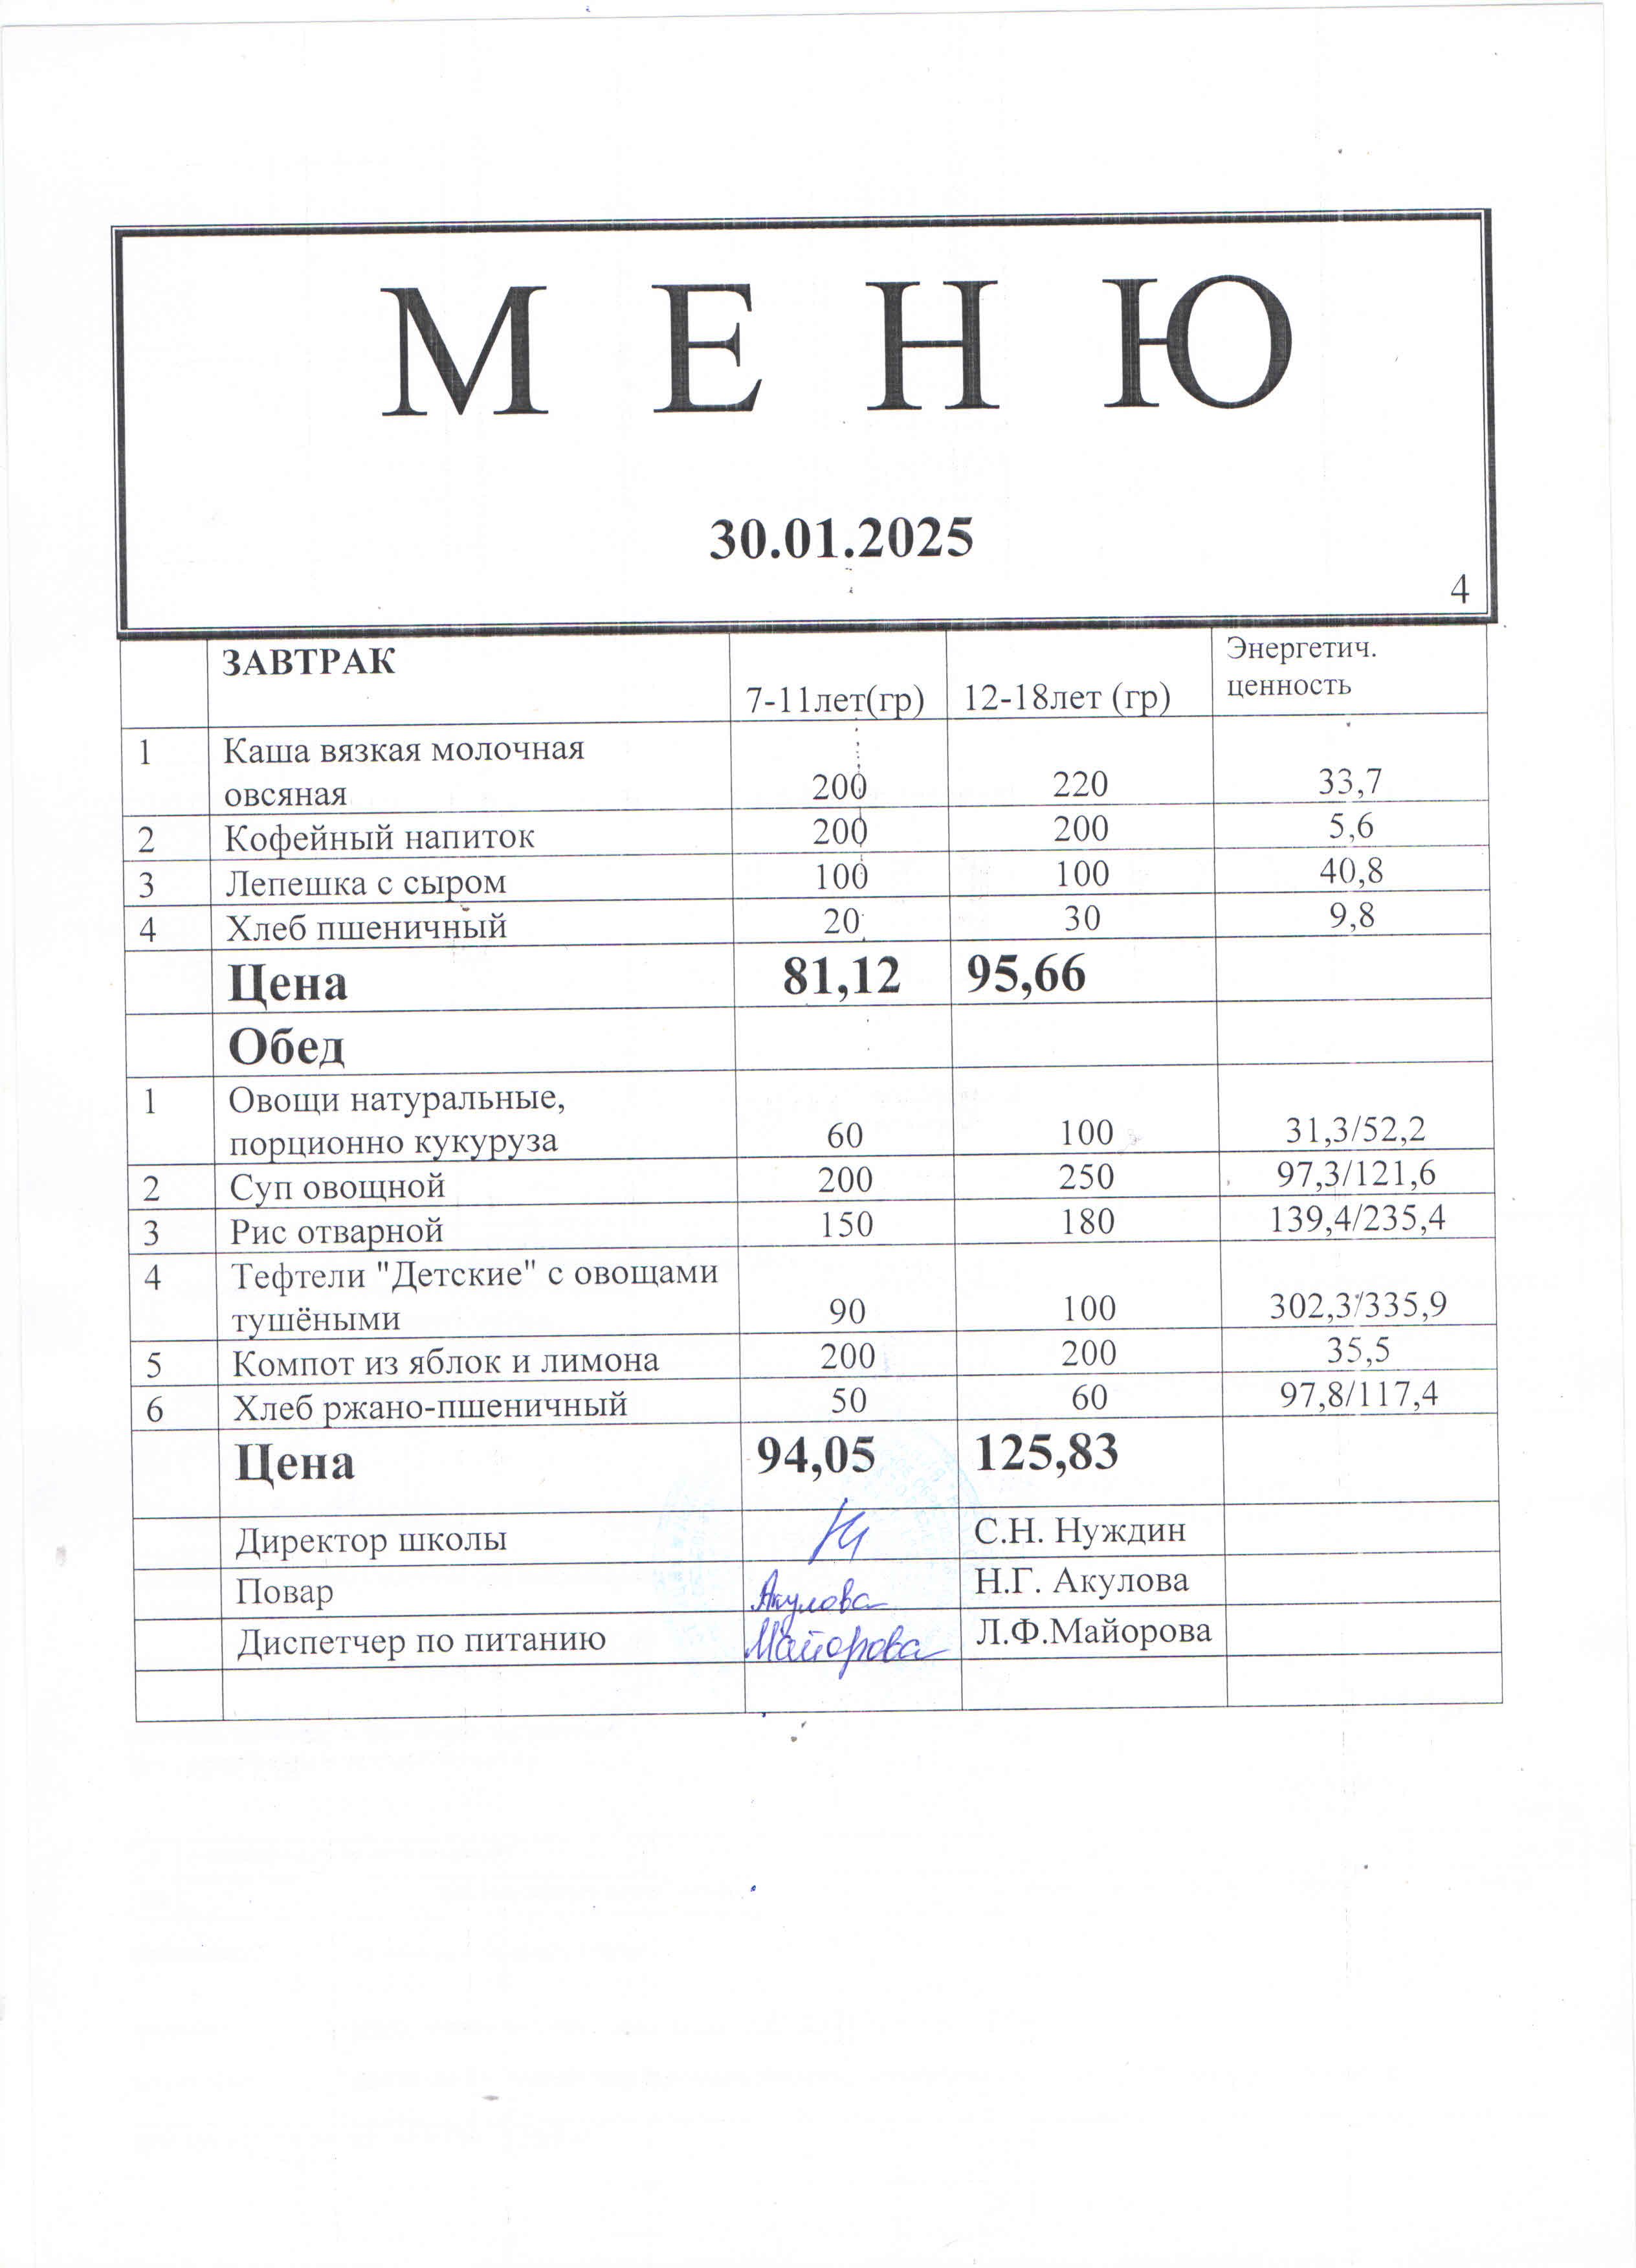 М Е Н Ю
30.01.2025
4
ЗАВТРАК 7-11лет(гр) 12-18лет (гр) Энергетич.
ценность
1 Каша вязкая молочная
овсяная 200 220 33,7
2 Кофейный напиток 200 200 5,6
3 Лепешка с сыром 100 100 40,8
4 Хлеб пшеничный 20 30 9,8
Цена 81,12 95,66
Обед
1 Овощи натуральные,
порционно кукуруза 60 100 31,3/52,2
2 Суп овощной 200 250 97,3/121,6
3 Рис отварной 150 180 139,4/235,4
4 Тефтели "Детские" с овощами
тушёными 90 100 302,3/335,9
5 Компот из яблок и лимона 200 200 35,5
6 Хлеб ржано-пшеничный 50 60 97,8/117,4
Цена 94,05 125,83
Директор школы С.Н. Нуждин
Повар Акулова Н.Г. Акулова
Диспетчер по питанию Майорова Л.Ф.Майорова